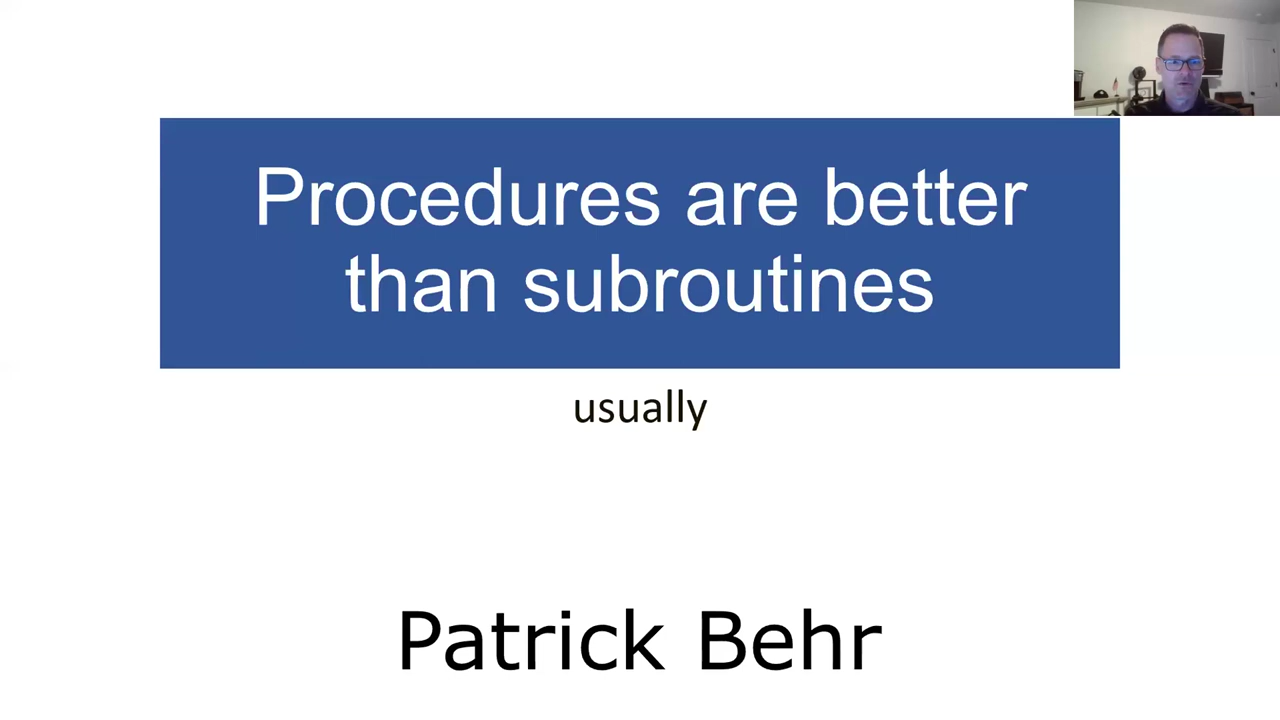 Procedures are better
than subroutines
usually
Patrick Behr